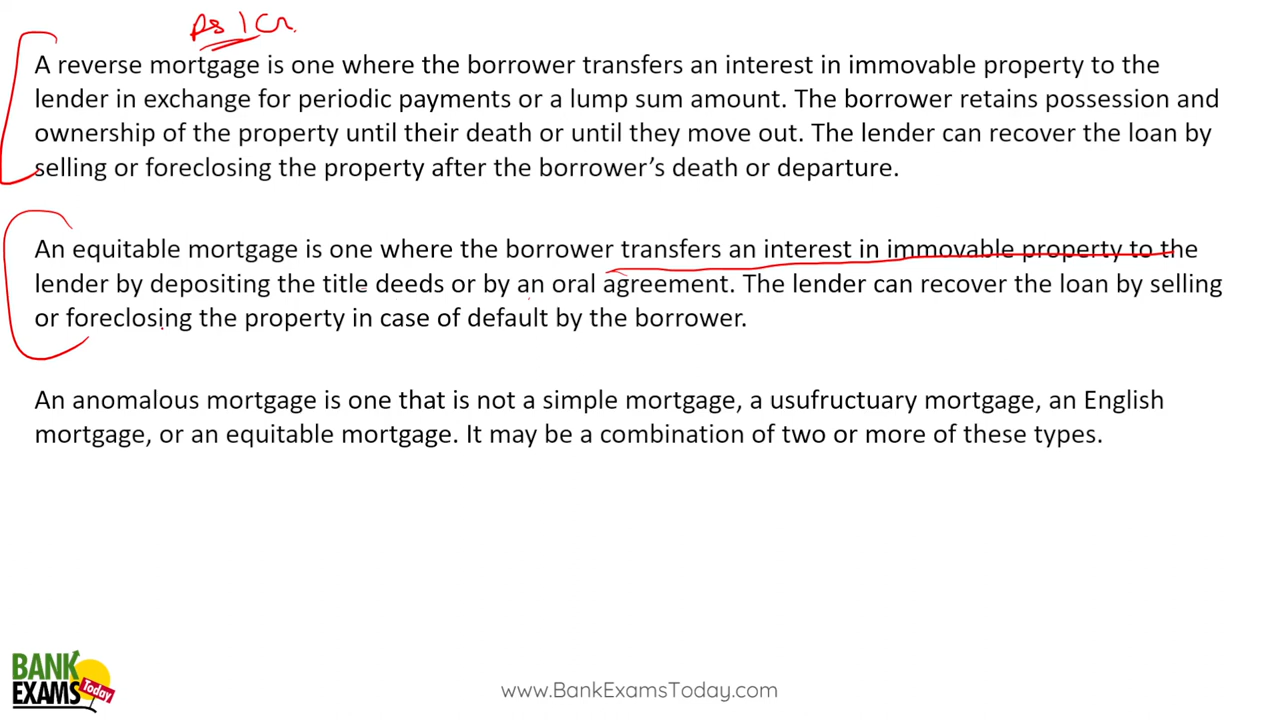 Rs 1 Cr.
A reverse mortgage is one where the borrower transfers an interest in immovable property to the
lender in exchange for periodic payments or a lump sum amount. The borrower retains possession and
ownership of the property until their death or until they move out. The lender can recover the loan by
selling or foreclosing the property after the borrower’s death or departure.
An equitable mortgage is one where the borrower transfers an interest in immovable property to the
lender by depositing the title deeds or by an oral agreement. The lender can recover the loan by selling
or foreclosing the property in case of default by the borrower.
An anomalous mortgage is one that is not a simple mortgage, a usufructuary mortgage, an English
mortgage, or an equitable mortgage. It may be a combination of two or more of these types.
BANK
EXAMS Today
www.BankExamsToday.com